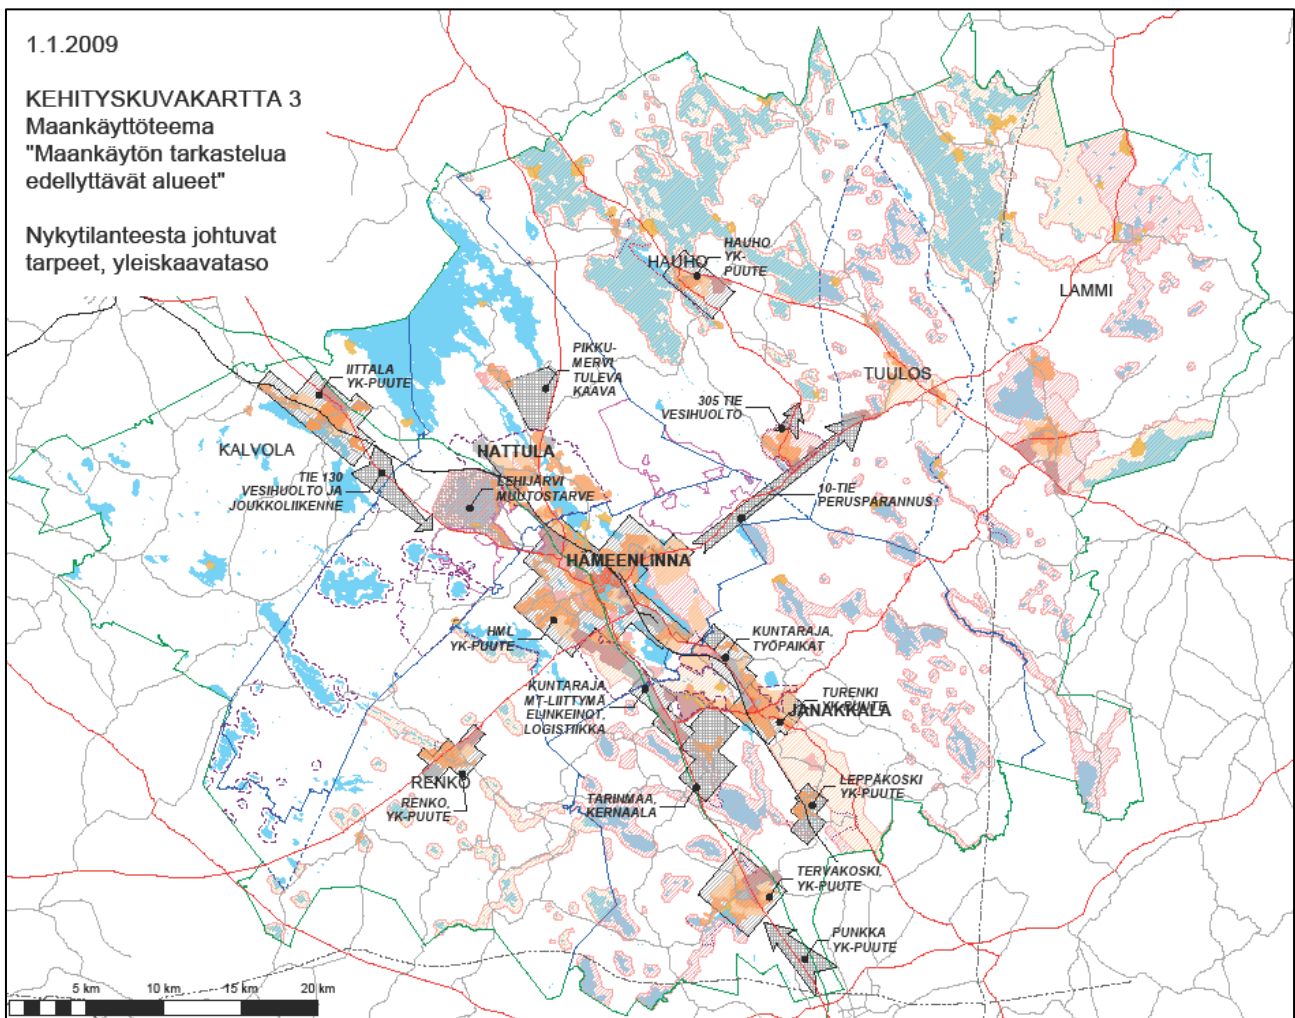 1.1.2009
KEHITYSKUVAKARTTA 3
Maankäyttöteema
"Maankäytön tarkastelua
edellyttävät alueet"
Nykytilanteesta johtuvat
tarpeet, yleiskaavataso
HAUHO
YK-
PUUTE
HAUHO
LAMMI
PIKKU-
MERVI
TULEVA
KAAVA
IITTALA
YK-PUUTE
TUULOS
305 TIE
VESIHUOLTO
KALVOLA
HATTULA
TIE 130
VESIHUOLTO JA
JOUKKOLIIKENNE
LEHIJÄRVI
MUUTOSTARVE
10-TIE
PERUSPARANNUS
HÄMEENLINNA
HML
YK-PUUTE
KUNTARAJA,
TYÖPAIKAT
KUNTARAJA
MT-LIITTYMÄ
ELINKEINOT,
LOGISTIIKKA
TURENKI
YK-PUUTE
JANAKKALA
RENKO
RENKO,
YK-PUUTE
TARINMAA,
KERNAALA
LEPPÄKOSKI
YK-PUUTE
TERVAKOSKI,
YK-PUUTE
PUNKKA
YK-PUUTE
5 km
10 km
15 km
20 km